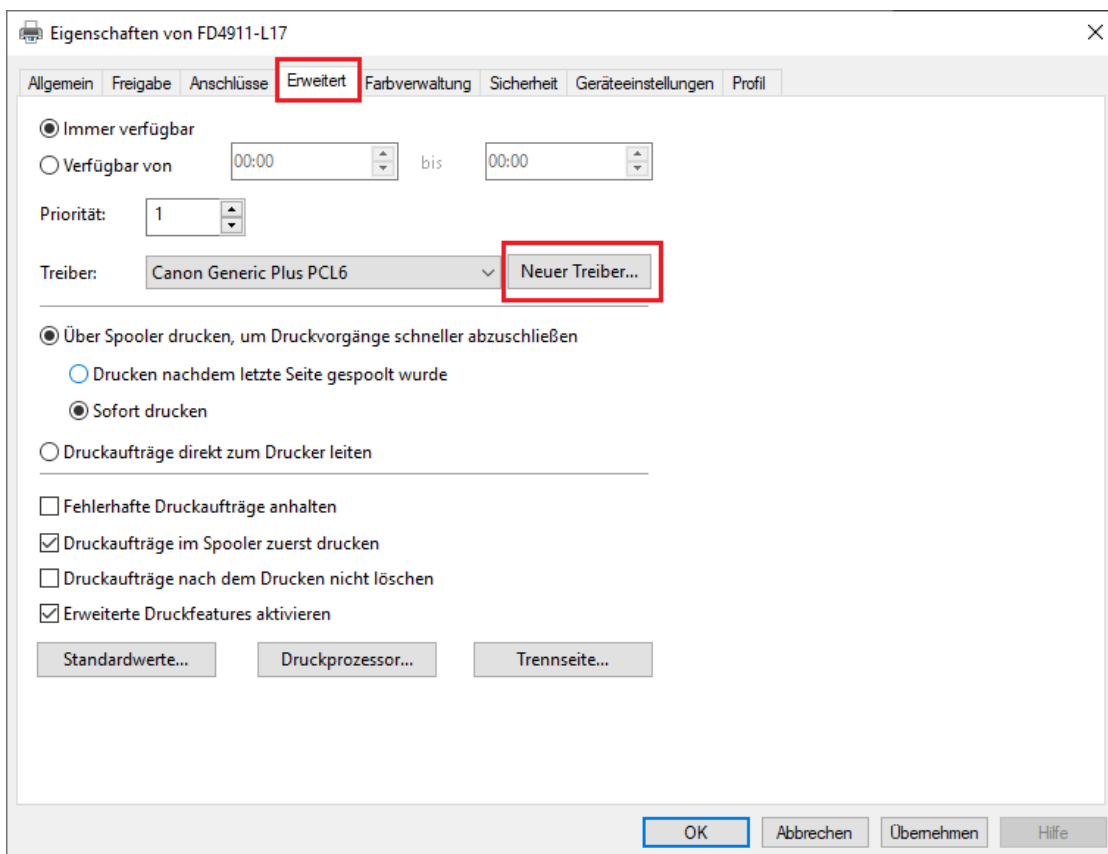 Eigenschaften von FD4911-L17
Allgemein Freigabe Anschlüsse Erweitert Farbverwaltung Sicherheit Geräteeinstellungen Profil
Immer verfügbar
Verfügbar von 00:00 bis 00:00
Priorität: 1
Treiber: Canon Generic Plus PCL6 Neuer Treiber...
Über Spooler drucken, um Druckvorgänge schneller abzuschließen
Drucken nachdem letzte Seite gespoolt wurde
Sofort drucken
Druckaufträge direkt zum Drucker leiten
Fehlerhafte Druckaufträge anhalten
Druckaufträge im Spooler zuerst drucken
Druckaufträge nach dem Drucken nicht löschen
Erweiterte Druckfeatures aktivieren
Standardwerte... Druckprozessor... Trennseite...
OK Abbrechen Übernehmen Hilfe